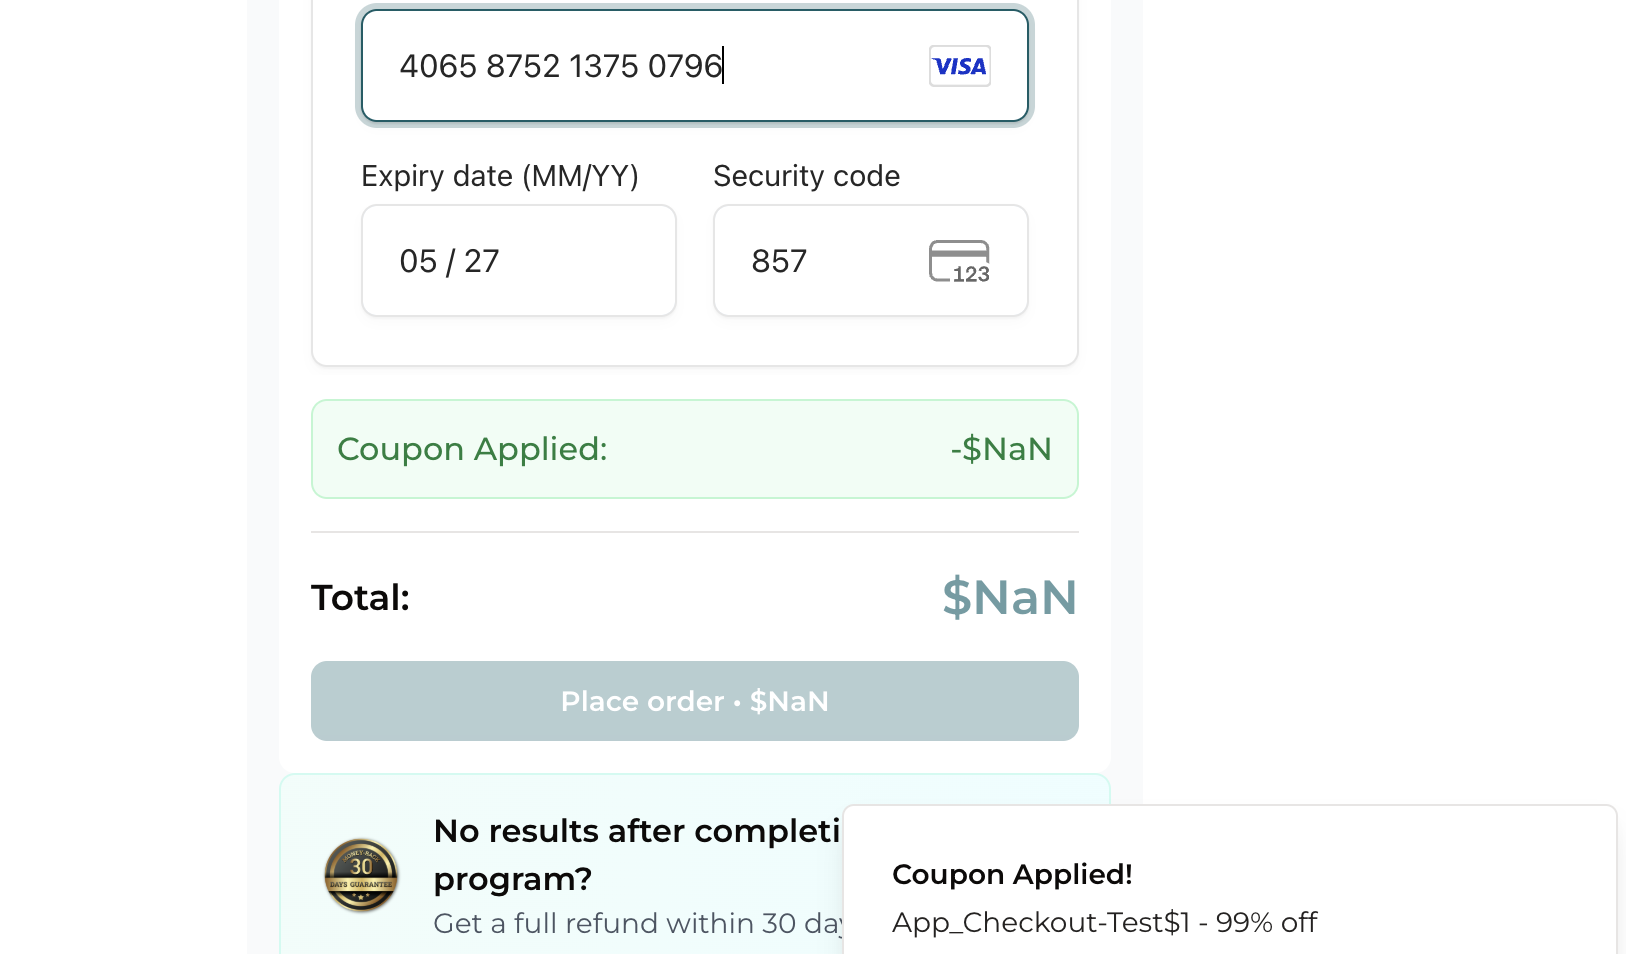 4065 8752 1375 0796
VISA
Expiry date (MM/YY)
Security code
05 / 27
857
123
Coupon Applied:
-$NaN
Total:
$NaN
Place order • $NaN
No results after completi
program?
Get a full refund within 30 day
MONEY BACK
30
DAYS GUARANTEE
Coupon Applied!
App_Checkout-Test$1 - 99% off